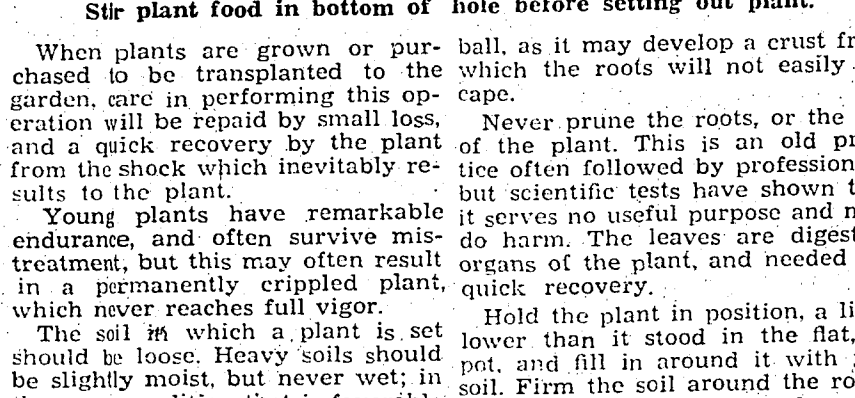 Stir plant food in bottom of hole before setting out plant.
When plants are grown or pur-
chased to be transplanted to the
garden, care in performing this op-
eration will be repaid by small loss,
and a quick recovery by the plant
from the shock which inevitably re-
sults to the plant.
Young plants have remarkable
endurance, and often survive mis-
treatment, but this may often result
in a permanently crippled plant,
which never reaches full vigor.
The soil in which a plant is set
should be loose. Heavy soils should
be slightly moist, but never wet; in
ball, as it may develop a crust fr
which the roots will not easily
cape.
Never prune the roots, or the
of the plant. This is an old pr
tice often followed by profession
but scientific tests have shown t
it serves no useful purpose and m
do harm. The leaves are digest
organs of the plant, and needed
quick recovery.
Hold the plant in position, a li
lower than it stood in the flat,
pot, and fill in around it with
soil. Firm the soil around the ro